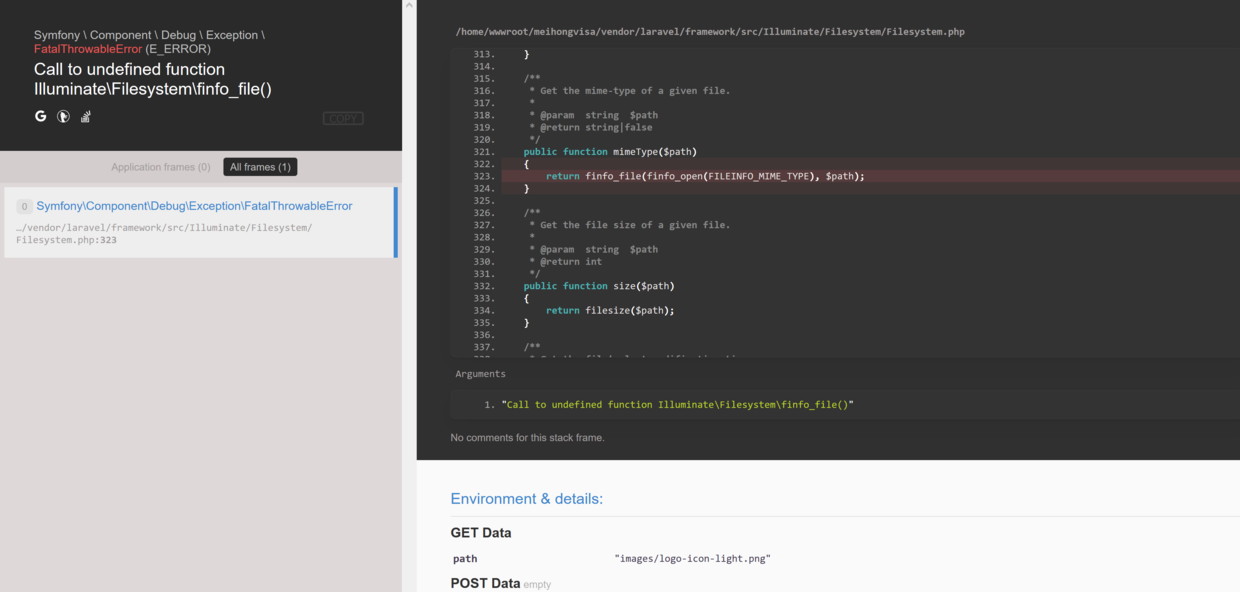 Symfony \ Component \ Debug \ Exception \
FatalThrowableError (E_ERROR)
Call to undefined function
Illuminate\Filesystem\finfo_file()
COPY
Application frames (0) All frames (1)
0 Symfony\Component\Debug\Exception\FatalThrowableError
…/vendor/laravel/framework/src/Illuminate/Filesystem/
Filesystem.php:323
/home/wwwroot/meihongvisa/vendor/laravel/framework/src/Illuminate/Filesystem/Filesystem.php
313. }
314.
315. /**
316. * Get the mime-type of a given file.
317. *
318. * @param  string  $path
319. * @return string|false
320. */
321. public function mimeType($path)
322. {
323. return finfo_file(finfo_open(FILEINFO_MIME_TYPE), $path);
324. }
325.
326. /**
327. * Get the file size of a given file.
328. *
329. * @param  string  $path
330. * @return int
331. */
332. public function size($path)
333. {
334. return filesize($path);
335. }
336.
337. /**
Arguments
1. "Call to undefined function Illuminate\Filesystem\finfo_file()"
No comments for this stack frame.
Environment & details:
GET Data
path "images/logo-icon-light.png"
POST Data empty